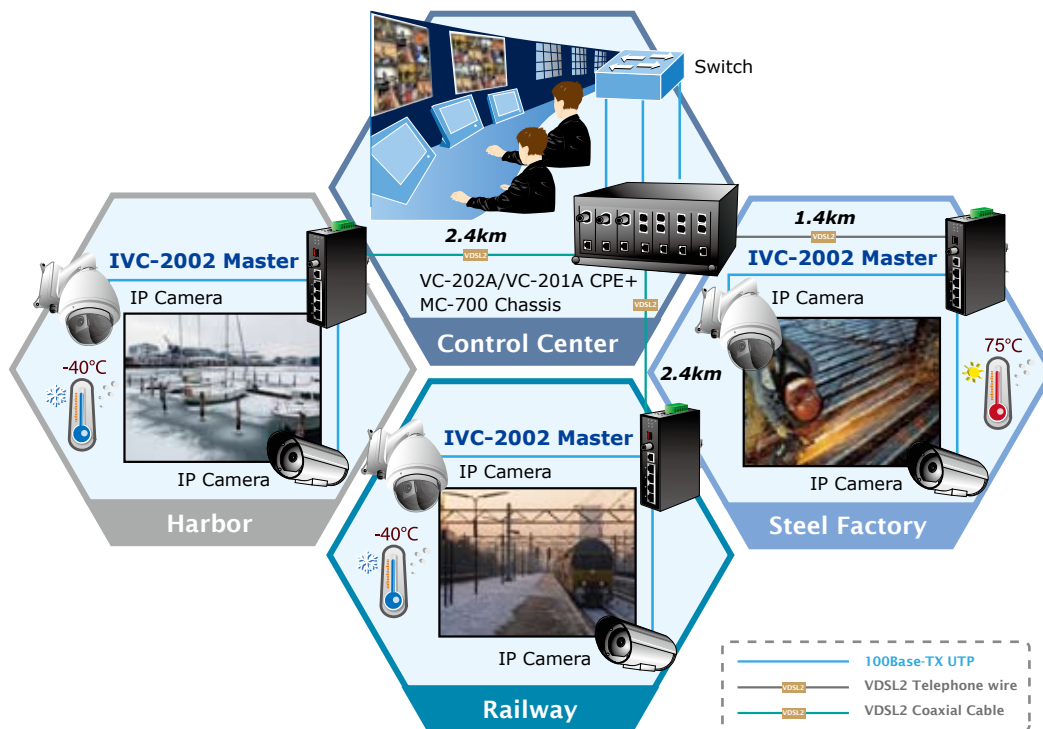 Switch
2.4km
VDSL2
VC-202A/VC-201A CPE+
MC-700 Chassis
VDSL2
Control Center
1.4km
VDSL2
IVC-2002 Master
IP Camera
-40°C
IP Camera
Harbor
IVC-2002 Master
IP Camera
75°C
IP Camera
Steel Factory
2.4km
IVC-2002 Master
IP Camera
-40°C
IP Camera
Railway
100Base-TX UTP
VDSL2 VDSL2 Telephone wire
VDSL2 VDSL2 Coaxial Cable